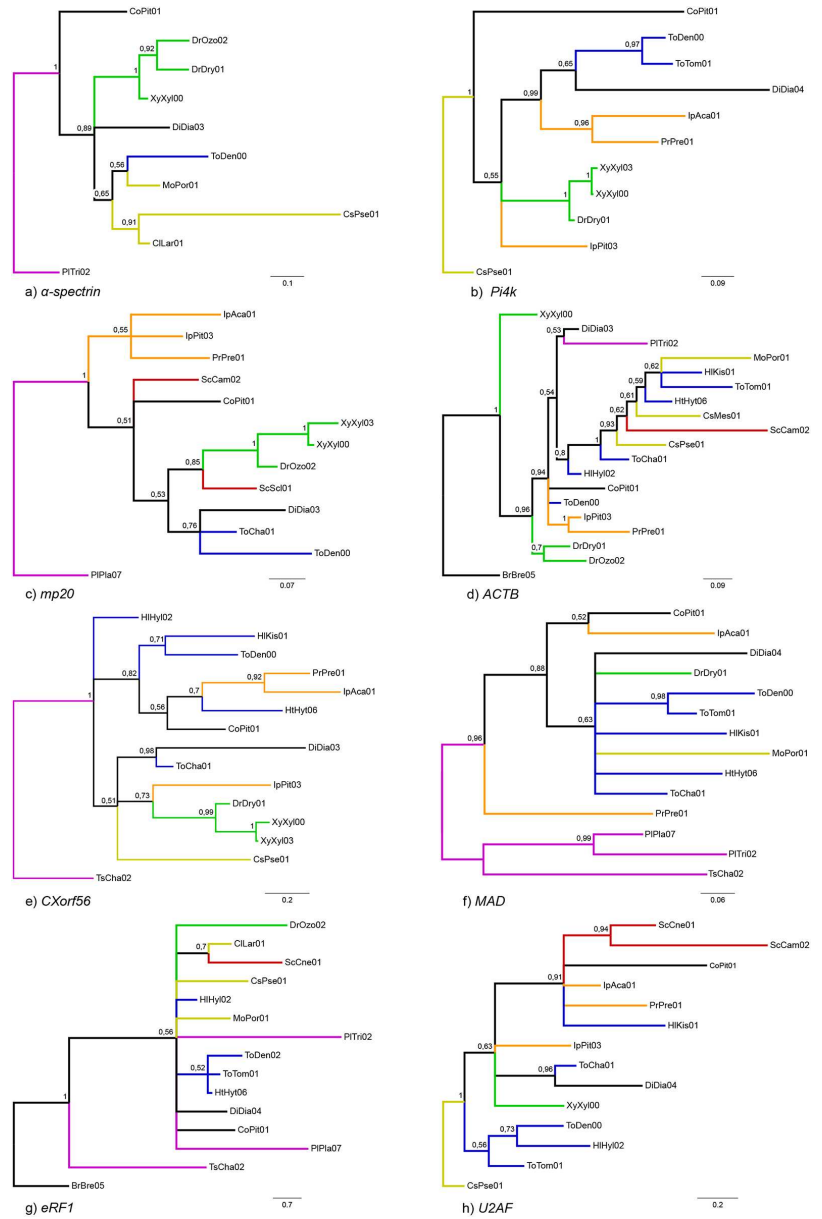 CoPit01
0,92
DrOzo02
1
DrDry01
1
XyXyl00
0,89
DiDia03
0,56
ToDen00
MoPor01
0,65
CsPse01
0,91
ClLar01
PlTri02
0.1
a) α-spectrin
CoPit01
0,97
ToDen00
0,65
ToTom01
1
0,99
DiDia04
0,96
IpAca01
PrPre01
0,55
XyXyl03
1
XyXyl00
1
DrDry01
IpPit03
CsPse01
0.09
b) Pi4k
IpAca01
0,55
IpPit03
PrPre01
1
ScCam02
CoPit01
0,51
XyXyl03
1
XyXyl00
1
DrOzo02
0,85
ScScl01
0,53
DiDia03
0,76
ToCha01
ToDen00
PlPla07
0.07
c) mp20
XyXyl00
0,53
DiDia03
PlTri02
MoPor01
0,62
HlKis01
0,59
ToTom01
0,54
0,61
HtHyt06
1
0,62
CsMes01
0,93
ScCam02
1
CsPse01
0,8
ToCha01
0,94
HlHyl02
CoPit01
ToDen00
0,96
1
IpPit03
PrPre01
0,7
DrDry01
DrOzo02
BrBre05
0.09
d) ACTB
HlHyl02
0,71
HlKis01
ToDen00
0,82
0,92
PrPre01
1
0,7
IpAca01
0,56
HtHyt06
CoPit01
0,98
DiDia03
ToCha01
0,51
0,73
IpPit03
DrDry01
0,99
XyXyl00
1
XyXyl03
CsPse01
TsCha02
0.2
e) CXorf56
0,52
CoPit01
IpAca01
0,88
DiDia04
DrDry01
0,98
ToDen00
ToTom01
0,63
HlKis01
0,96
MoPor01
HtHyt06
ToCha01
PrPre01
0,99
PlPla07
PlTri02
TsCha02
0.06
f) MAD
DrOzo02
0,7
ClLar01
ScCne01
CsPse01
HlHyl02
MoPor01
0,56
PlTri02
ToDen02
0,52
ToTom01
HtHyt06
1
DiDia04
CoPit01
PlPla07
TsCha02
BrBre05
0.7
g) eRF1
0,94
ScCne01
ScCam02
CoPit01
0,91
IpAca01
PrPre01
HlKis01
0,63
IpPit03
0,96
ToCha01
DiDia04
1
XyXyl00
0,73
ToDen00
0,56
HlHyl02
ToTom01
CsPse01
0.2
h) U2AF